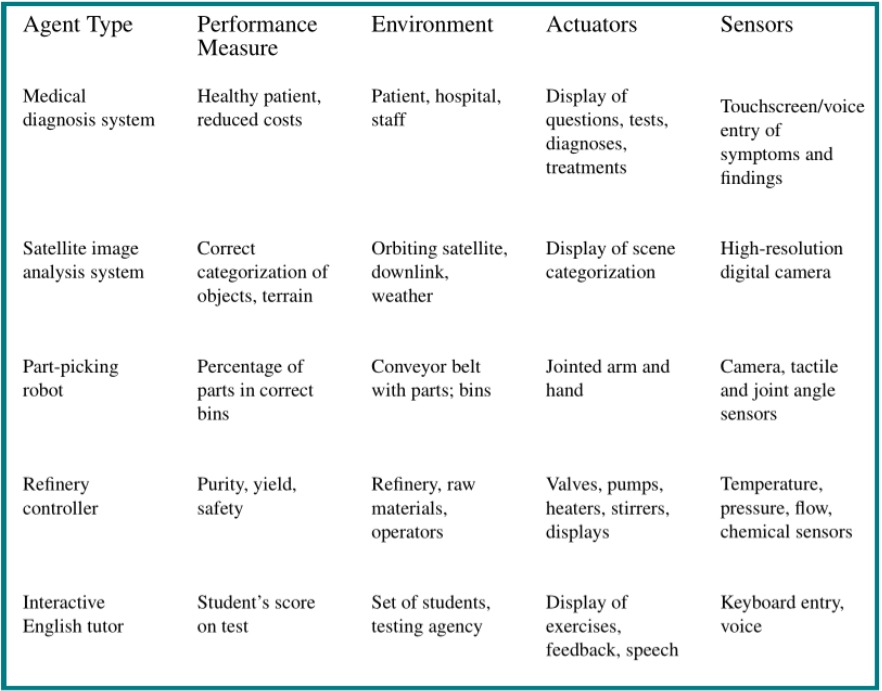 Agent Type
Performance
Measure
Environment
Actuators
Sensors
Medical
diagnosis system
Healthy patient,
reduced costs
Patient, hospital,
staff
Display of
questions, tests,
diagnoses,
treatments
Touchscreen/voice
entry of
symptoms and
findings
Satellite image
analysis system
Correct
categorization of
objects, terrain
Orbiting satellite,
downlink,
weather
Display of scene
categorization
High-resolution
digital camera
Part-picking
robot
Percentage of
parts in correct
bins
Conveyor belt
with parts; bins
Jointed arm and
hand
Camera, tactile
and joint angle
sensors
Refinery
controller
Purity, yield,
safety
Refinery, raw
materials,
operators
Valves, pumps,
heaters, stirrers,
displays
Temperature,
pressure, flow,
chemical sensors
Interactive
English tutor
Student’s score
on test
Set of students,
testing agency
Display of
exercises,
feedback, speech
Keyboard entry,
voice